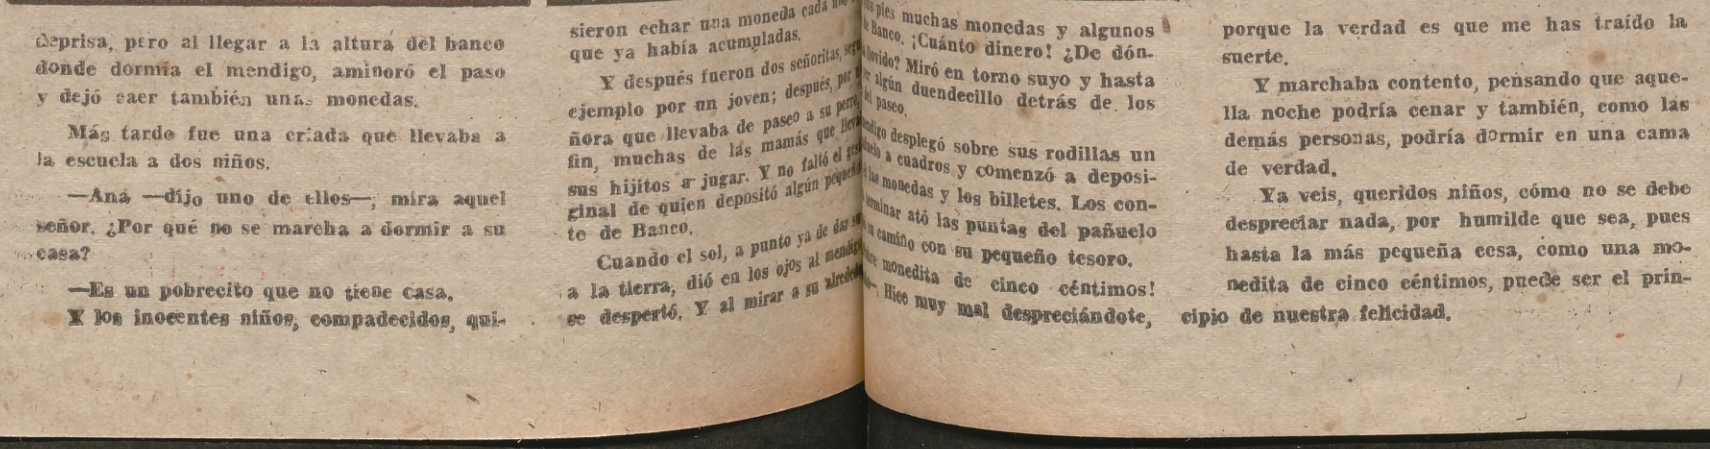 deprisa, pero al llegar a la altura del banco
donde dormía el mendigo, aminoró el paso
y dejó caer también unas monedas.
Más tarde fue una criada que llevaba a
la escuela a dos niños.
—Ana —dijo uno de ellos—; mira aquel
señor. ¿Por qué no se marcha a dormir a su
casa?
—Es un pobrecito que no tiene casa.
Y los inocentes niños, compadecidos, qui-
sieron echar una moneda cada
que ya había acumuladas.
Y después fueron dos señoritas,
ejemplo por un joven; después, por
ñora que llevaba de paseo a su perro,
fin, muchas de las mamás que
sus hijitos a jugar. Y no faltó el
ginal de quien depositó algún pequeño
te de Banco.
Cuando el sol, a punto ya de dar
a la tierra, dió en los ojos al mendigo
se despertó. Y al mirar a su
pies muchas monedas y algunos
Banco. ¡Cuánto dinero! ¿De dón-
Miró en torno suyo y hasta
algún duendecillo detrás de los
paseo.
desplegó sobre sus rodillas un
a cuadros y comenzó a deposi-
las monedas y los billetes. Los con-
ató las puntas del pañuelo
camino con su pequeño tesoro.
monedita de cinco céntimos!
Hice muy mal despreciándote,
porque la verdad es que me has traído la
suerte.
Y marchaba contento, pensando que aque-
lla noche podría cenar y también, como las
demás personas, podría dormir en una cama
de verdad.
Ya veis, queridos niños, cómo no se debe
despreciar nada, por humilde que sea, pues
hasta la más pequeña cosa, como una mo-
nedita de cinco céntimos, puede ser el prin-
cipio de nuestra felicidad.